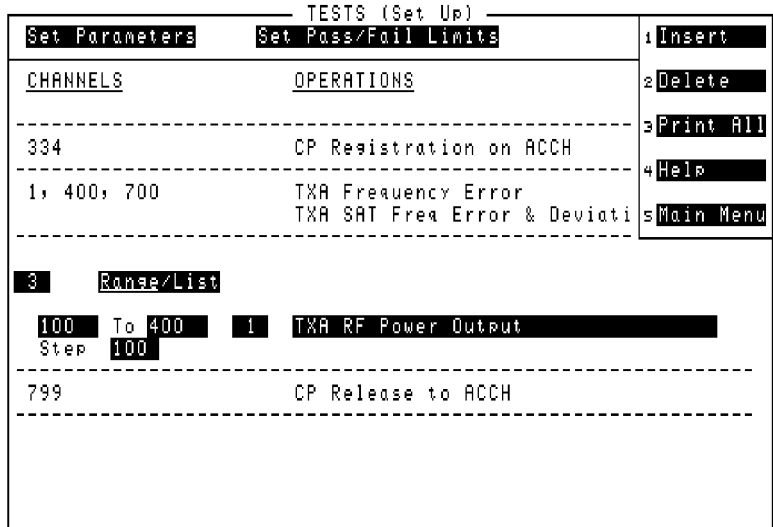 TESTS (Set Up)
Set Parameters Set Pass/Fail Limits
CHANNELS OPERATIONS
334 CP Registration on ACCH
1, 400, 700 TXA Frequency Error
TXA SAT Freq Error & Deviati
3 Range/List
100 To 400 1 TXA RF Power Output
Step 100
799 CP Release to ACCH
1 Insert
2 Delete
3 Print All
4 Help
5 Main Menu